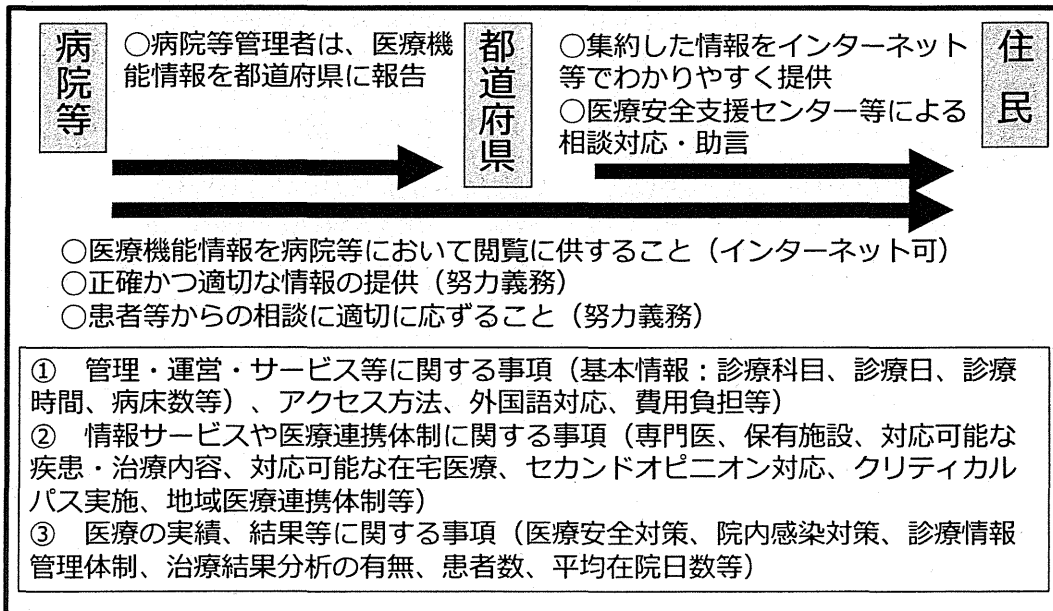 病院等
○病院等管理者は、医療機
能情報を都道府県に報告
都道府県
○集約した情報をインターネット
等でわかりやすく提供
○医療安全支援センター等による
相談対応・助言
住民
○医療機能情報を病院等において閲覧に供すること（インターネット可）
○正確かつ適切な情報の提供（努力義務）
○患者等からの相談に適切に応ずること（努力義務）
① 管理・運営・サービス等に関する事項（基本情報：診療科目、診療日、診療
時間、病床数等）、アクセス方法、外国語対応、費用負担等）
② 情報サービスや医療連携体制に関する事項（専門医、保有施設、対応可能な
疾患・治療内容、対応可能な在宅医療、セカンドオピニオン対応、クリティカル
パス実施、地域医療連携体制等）
③ 医療の実績、結果等に関する事項（医療安全対策、院内感染対策、診療情報
管理体制、治療結果分析の有無、患者数、平均在院日数等）